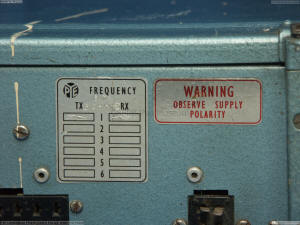 PYE FREQUENCY
TX RX
1
2
3
4
5
6
WARNING
OBSERVE SUPPLY
POLARITY